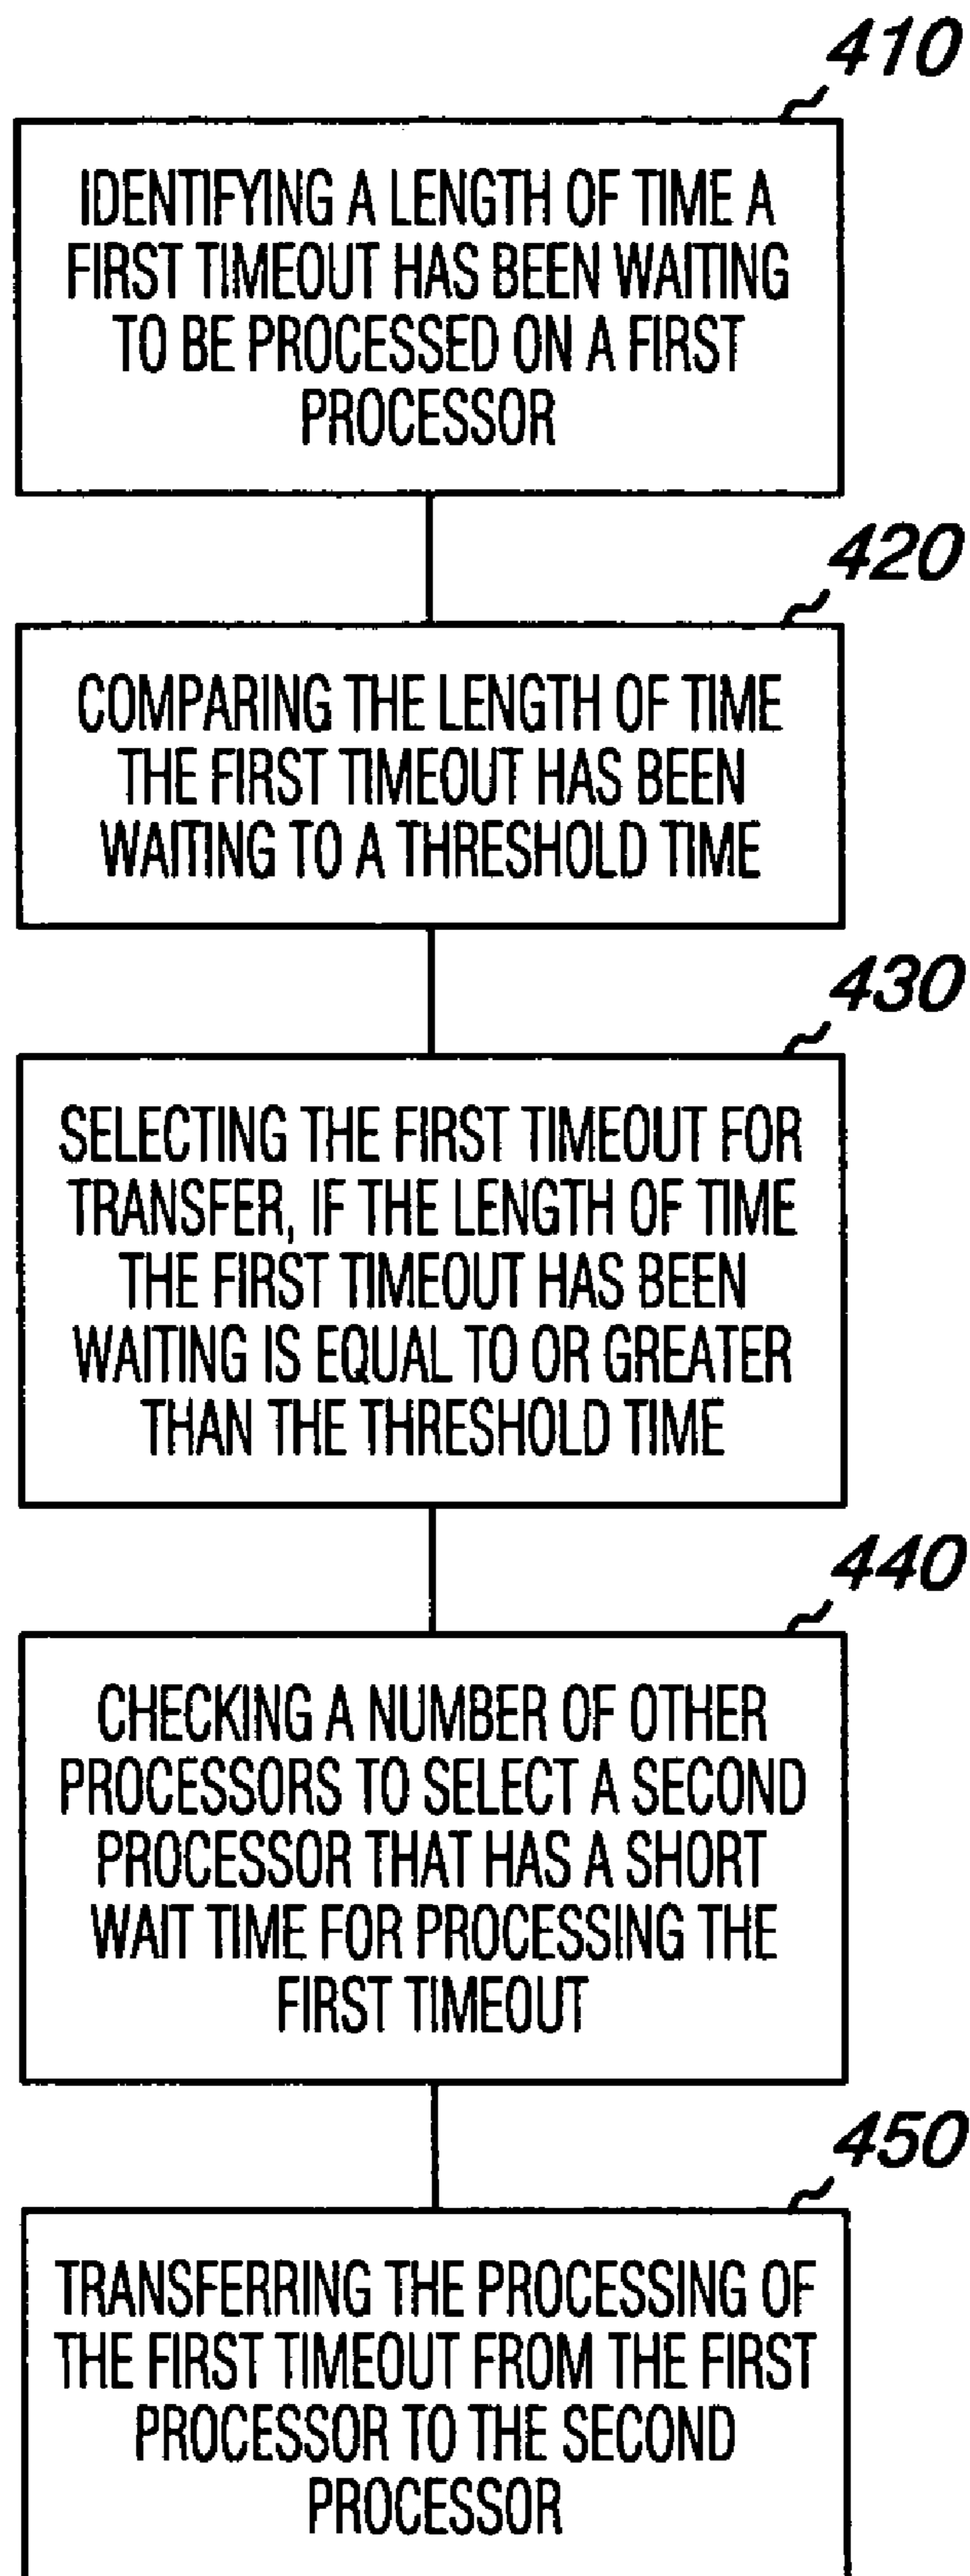 410
IDENTIFYING A LENGTH OF TIME A
FIRST TIMEOUT HAS BEEN WAITING
TO BE PROCESSED ON A FIRST
PROCESSOR
420
COMPARING THE LENGTH OF TIME
THE FIRST TIMEOUT HAS BEEN
WAITING TO A THRESHOLD TIME
430
SELECTING THE FIRST TIMEOUT FOR
TRANSFER, IF THE LENGTH OF TIME
THE FIRST TIMEOUT HAS BEEN
WAITING IS EQUAL TO OR GREATER
THAN THE THRESHOLD TIME
440
CHECKING A NUMBER OF OTHER
PROCESSORS TO SELECT A SECOND
PROCESSOR THAT HAS A SHORT
WAIT TIME FOR PROCESSING THE
FIRST TIMEOUT
450
TRANSFERRING THE PROCESSING OF
THE FIRST TIMEOUT FROM THE FIRST
PROCESSOR TO THE SECOND
PROCESSOR